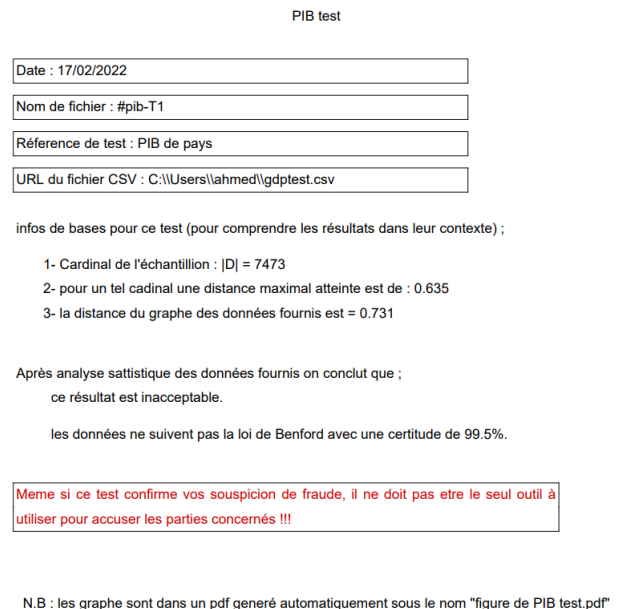 PIB test
Date : 17/02/2022
Nom de fichier : #pib-T1
Réference de test : PIB de pays
URL du fichier CSV : C:\\Users\\ahmed\\gdptest.csv
infos de bases pour ce test (pour comprendre les résultats dans leur contexte) ;
1- Cardinal de l'échantillion : |D| = 7473
2- pour un tel cadinal une distance maximal atteinte est de : 0.635
3- la distance du graphe des données fournis est = 0.731
Après analyse sattistique des données fournis on conclut que ;
ce résultat est inacceptable.
les données ne suivent pas la loi de Benford avec une certitude de 99.5%.
Meme si ce test confirme vos souspicion de fraude, il ne doit pas etre le seul outil à
utiliser pour accuser les parties concernés !!!
N.B : les graphe sont dans un pdf generé automatiquement sous le nom "figure de PIB test.pdf"